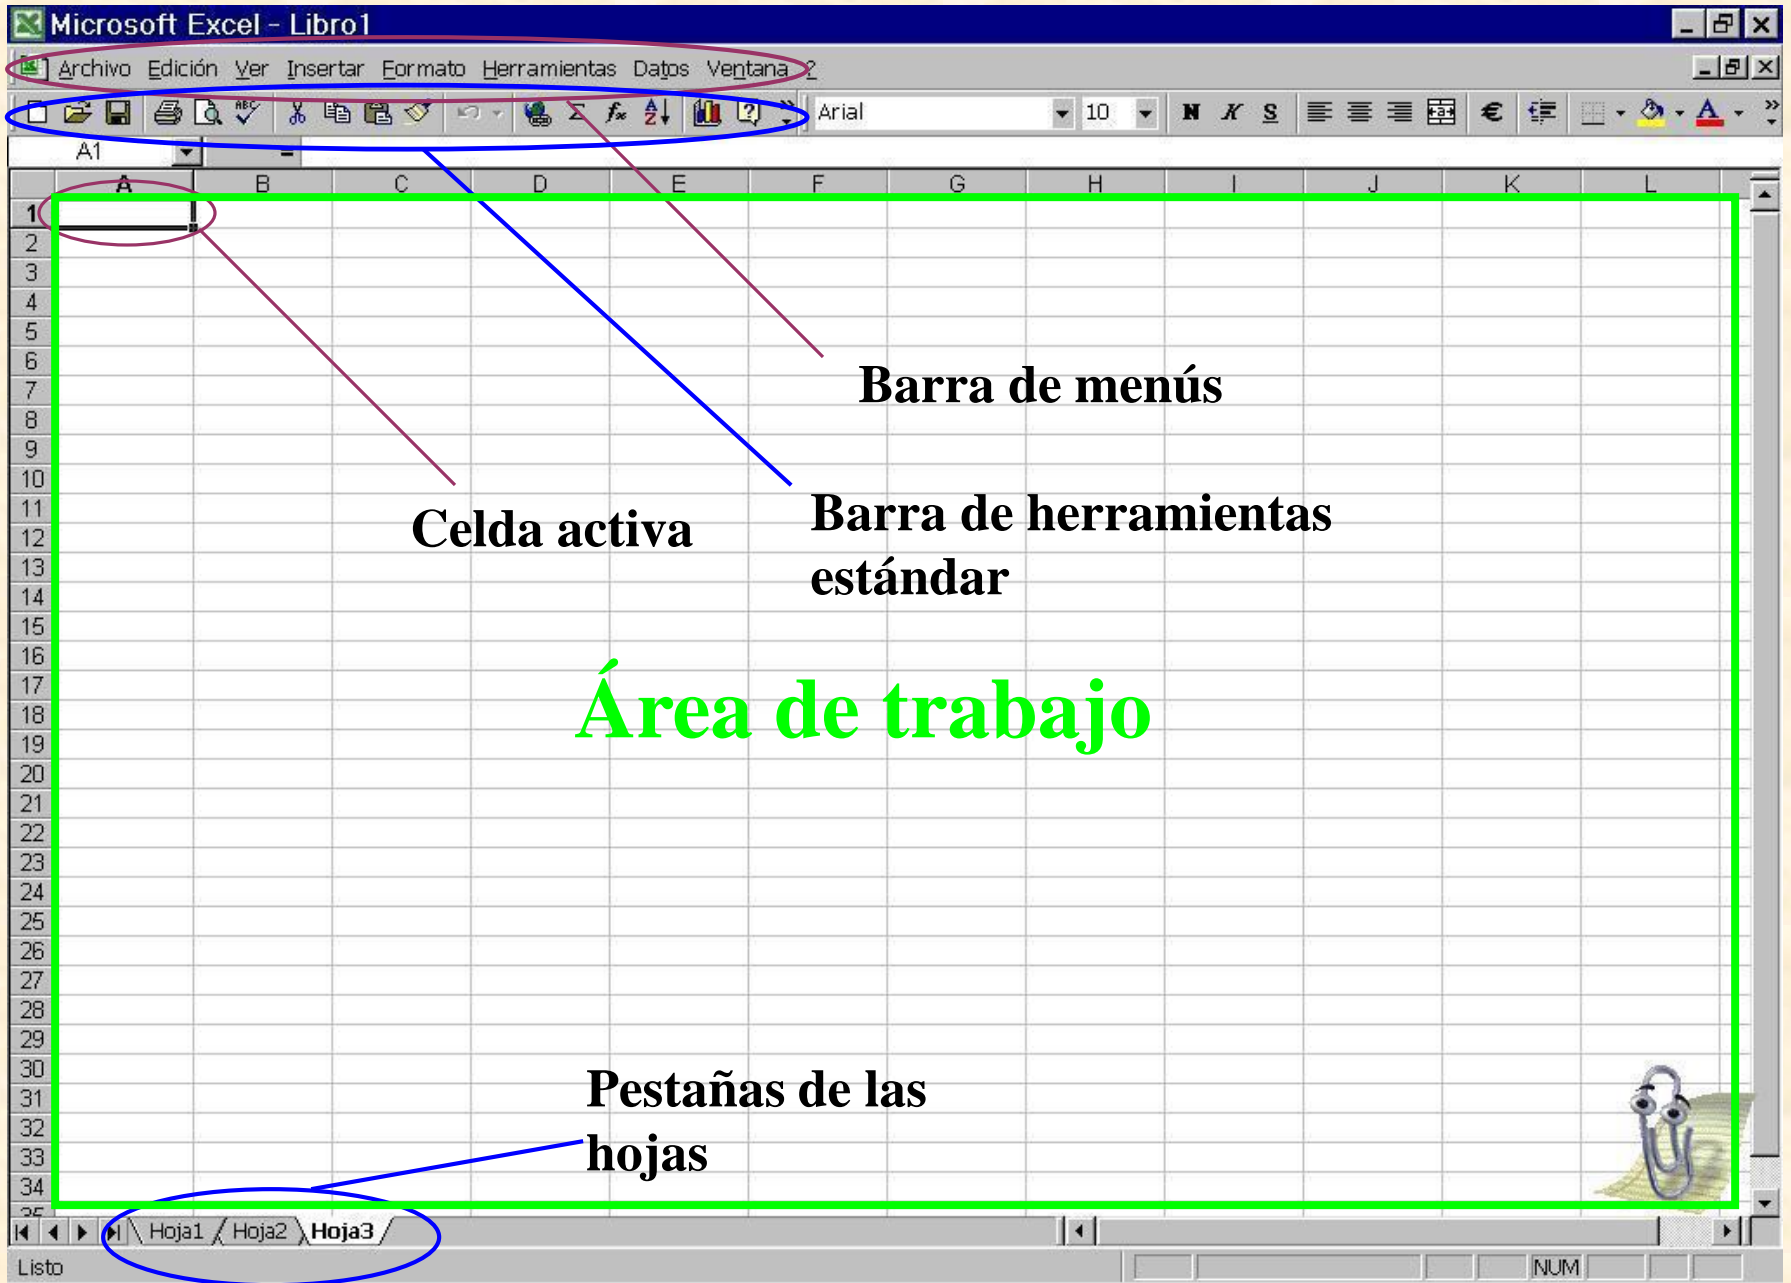 Microsoft Excel - Libro1
Archivo Edición Ver Insertar Formato Herramientas Datos Ventana ?
Arial 10 N K S €
A1 =
A B C D E F G H I J K L
1
2
3
4
5
6
Barra de menús
7
8
9
10
11
Celda activa
Barra de herramientas
12
13
estándar
14
15
16
17
Área de trabajo
18
19
20
21
22
23
24
25
26
27
28
29
30
Pestañas de las
31
32
33
hojas
34
35
Hoja1 Hoja2 Hoja3
Listo NUM